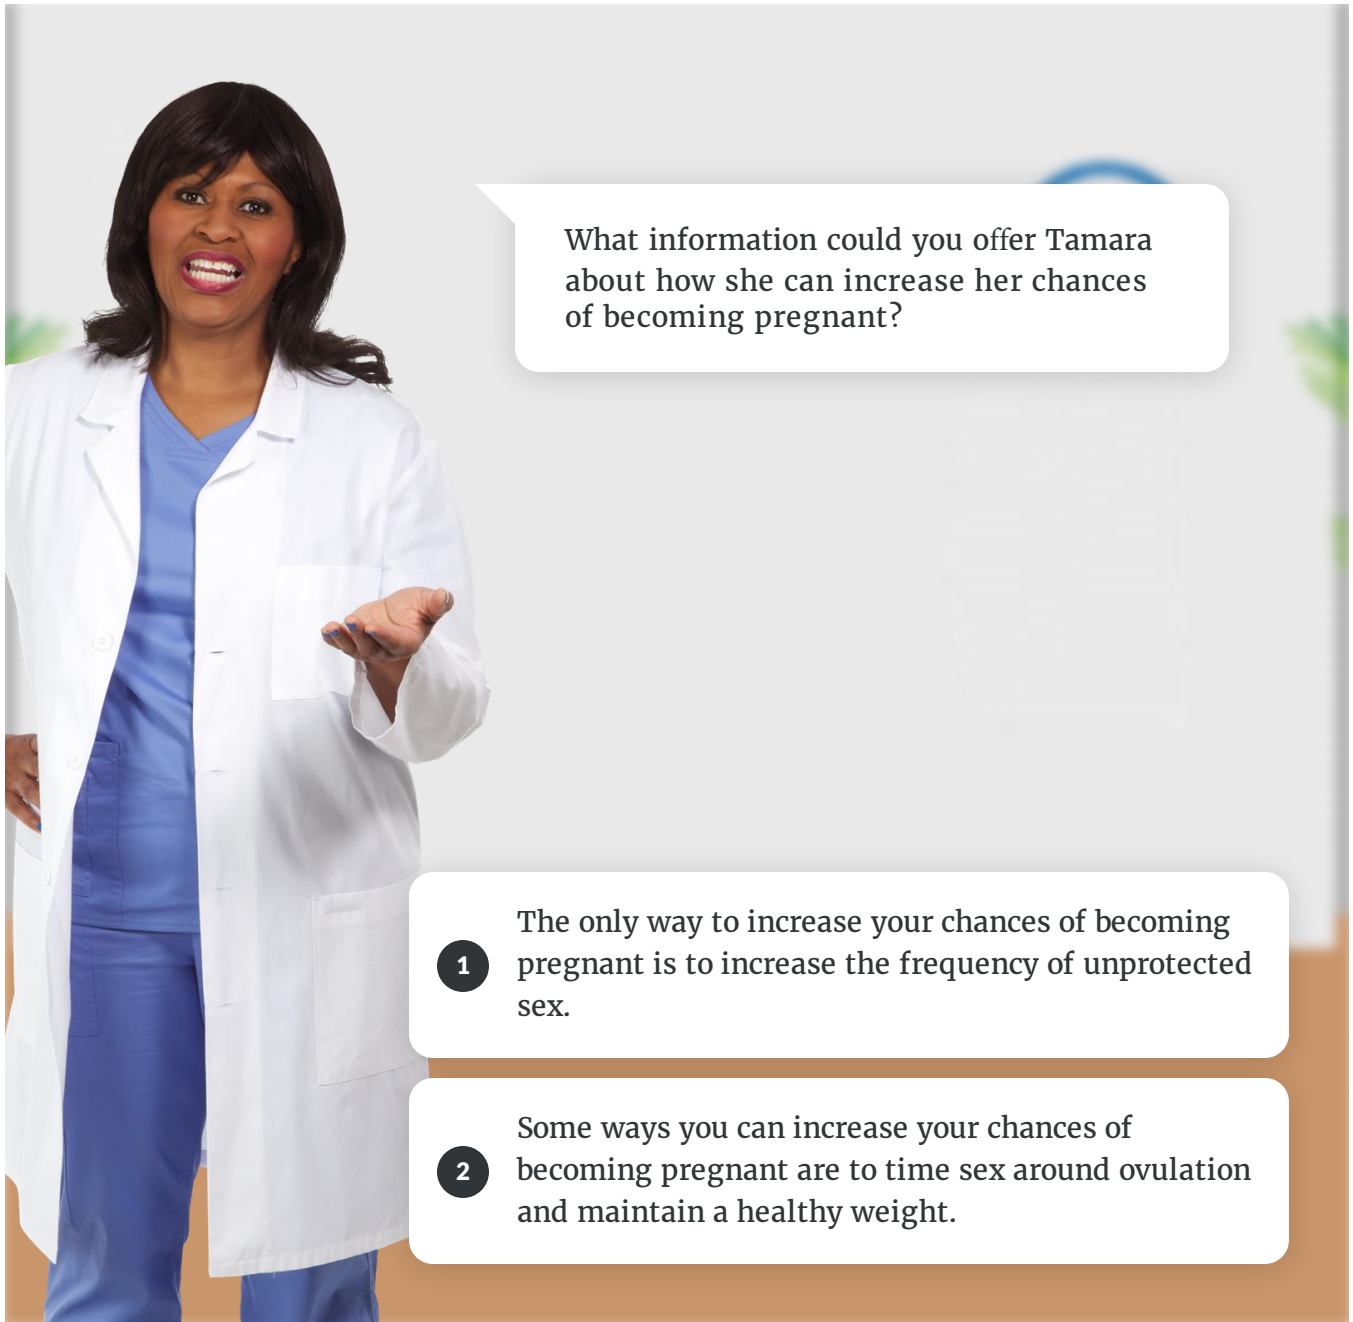 What information could you offer Tamara
about how she can increase her chances
of becoming pregnant?
1
The only way to increase your chances of becoming
pregnant is to increase the frequency of unprotected
sex.
2
Some ways you can increase your chances of
becoming pregnant are to time sex around ovulation
and maintain a healthy weight.